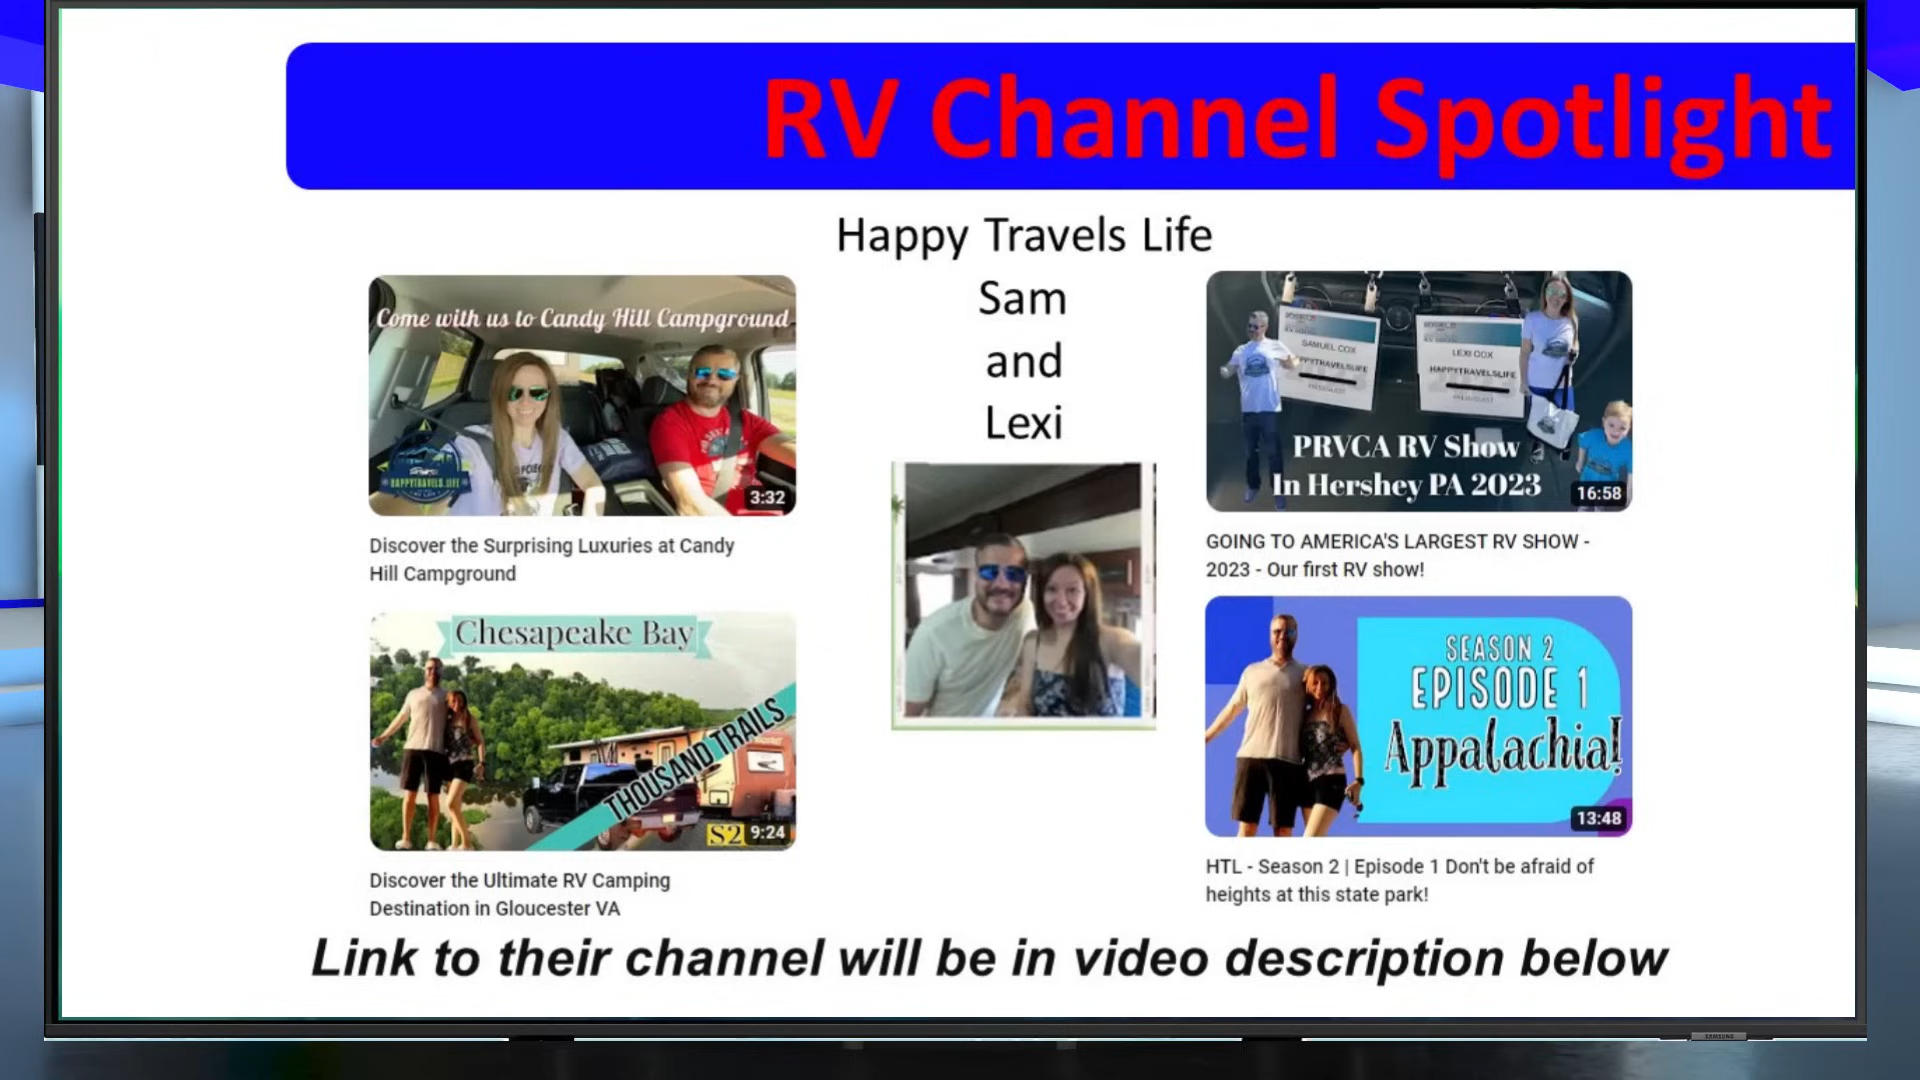 RV Channel Spotlight
Happy Travels Life
Sam
and
Lexi
Come with us to Candy Hill Campground
HAPPYTRAVELS.LIFE
3:32
Discover the Surprising Luxuries at Candy
Hill Campground
SAMUEL COX
LEXI COX
HAPPYTRAVELSLIFE
PRVCA RV Show
In Hershey PA 2023
16:58
GOING TO AMERICA'S LARGEST RV SHOW -
2023 - Our first RV show!
Chesapeake Bay
THOUSAND TRAILS
S2
9:24
Discover the Ultimate RV Camping
Destination in Gloucester VA
SEASON 2
EPISODE 1
Appalachia!
13:48
HTL - Season 2 | Episode 1 Don't be afraid of
heights at this state park!
Link to their channel will be in video description below
SAMSUNG